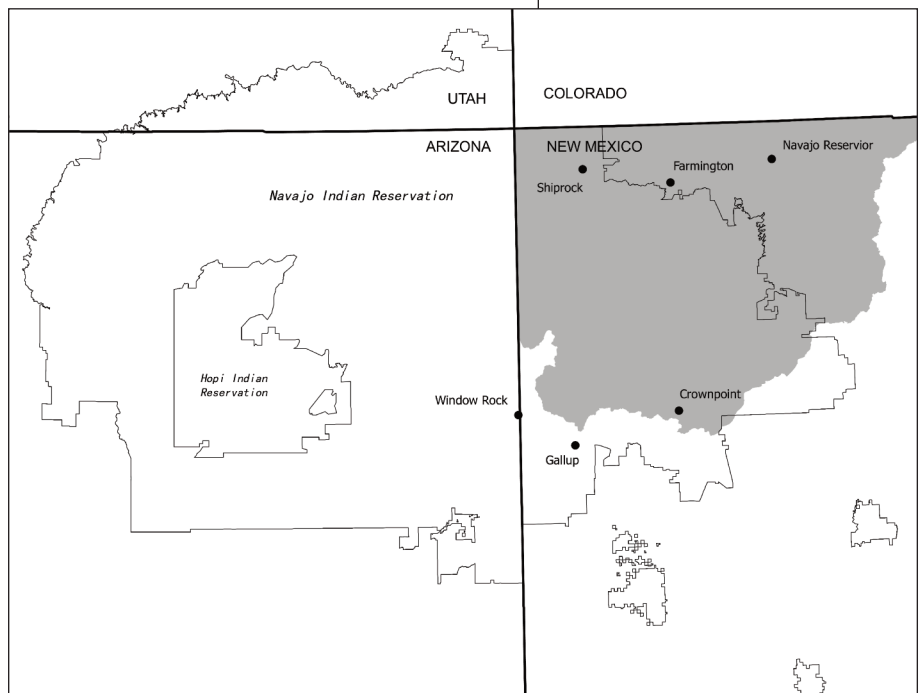 UTAH
COLORADO
ARIZONA
NEW MEXICO
Navajo Reservior
Farmington
Shiprock
Navajo Indian Reservation
Hopi Indian
Reservation
Window Rock
Crownpoint
Gallup